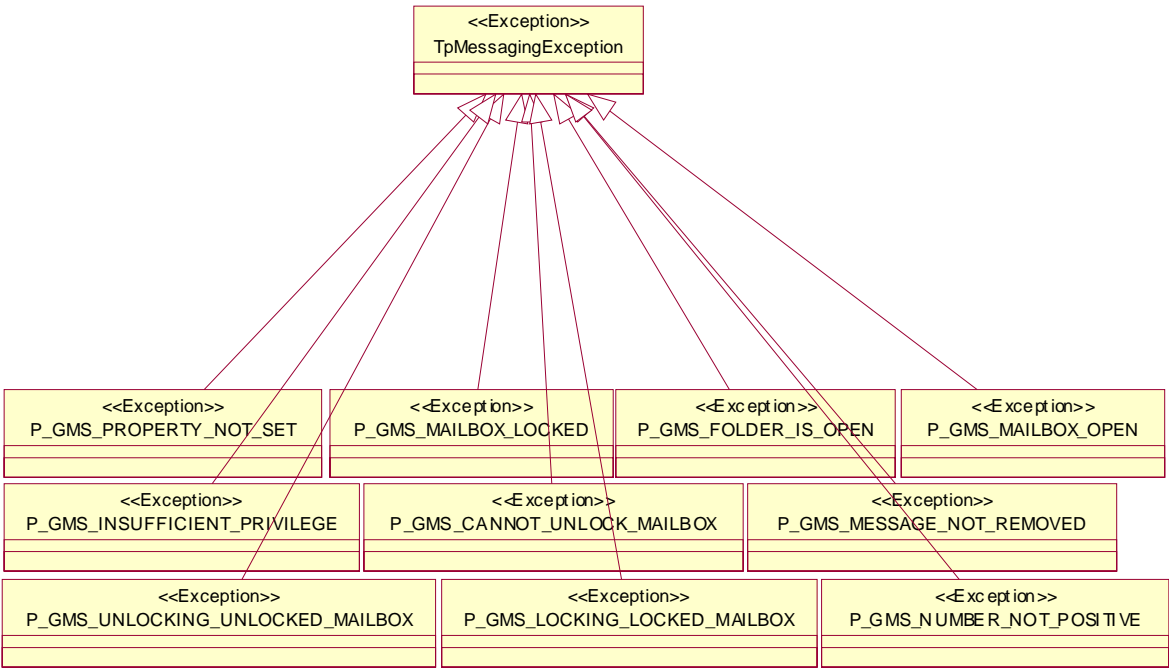 <<Exception>>
TpMessagingException
<<Exception>>
P_GMS_PROPERTY_NOT_SET
<<Exception>>
P_GMS_MAILBOX_LOCKED
<<Exception>>
P_GMS_FOLDER_IS_OPEN
<<Exception>>
P_GMS_MAILBOX_OPEN
<<Exception>>
P_GMS_INSUFFICIENT_PRIVILEGE
<<Exception>>
P_GMS_CANNOT_UNLOCK_MAILBOX
<<Exception>>
P_GMS_MESSAGE_NOT_REMOVED
<<Exception>>
P_GMS_UNLOCKING_UNLOCKED_MAILBOX
<<Exception>>
P_GMS_LOCKING_LOCKED_MAILBOX
<<Exception>>
P_GMS_NUMBER_NOT_POSITIVE